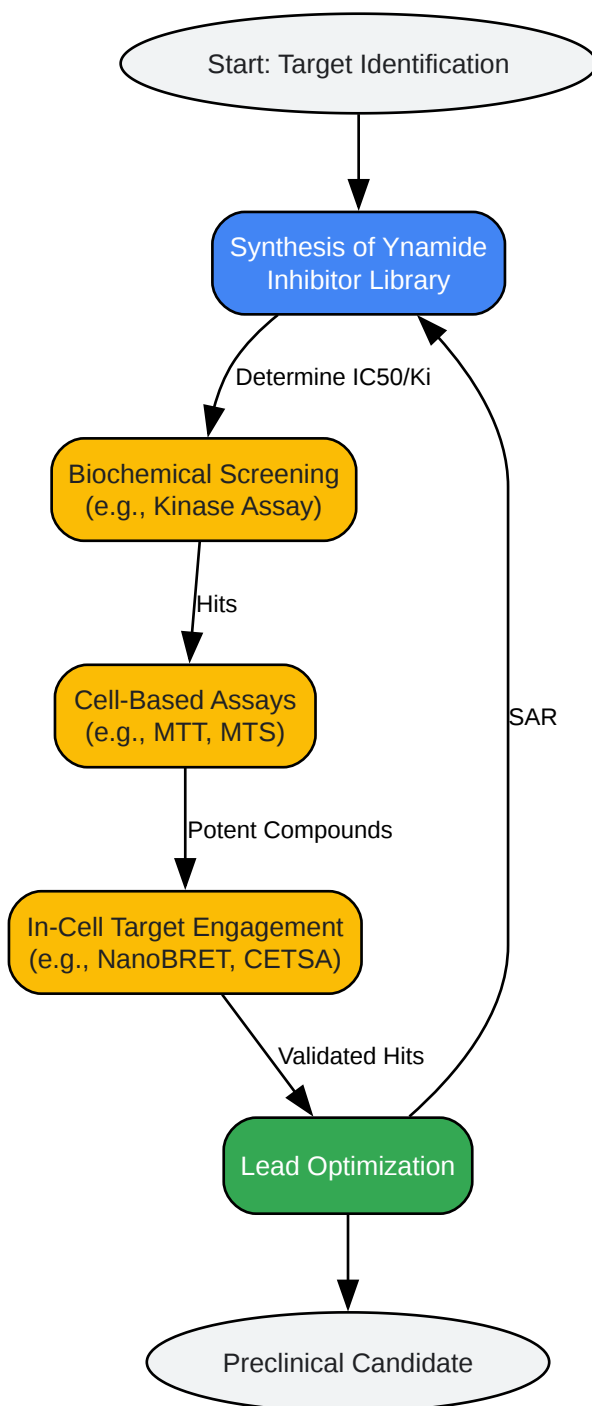 Start: Target Identification
Synthesis of Ynamide
Inhibitor Library
Determine IC50/Ki
Biochemical Screening
(e.g., Kinase Assay)
Hits
Cell-Based Assays
(e.g., MTT, MTS)
SAR
Potent Compounds
In-Cell Target Engagement
(e.g., NanoBRET, CETSA)
Validated Hits
Lead Optimization
Preclinical Candidate